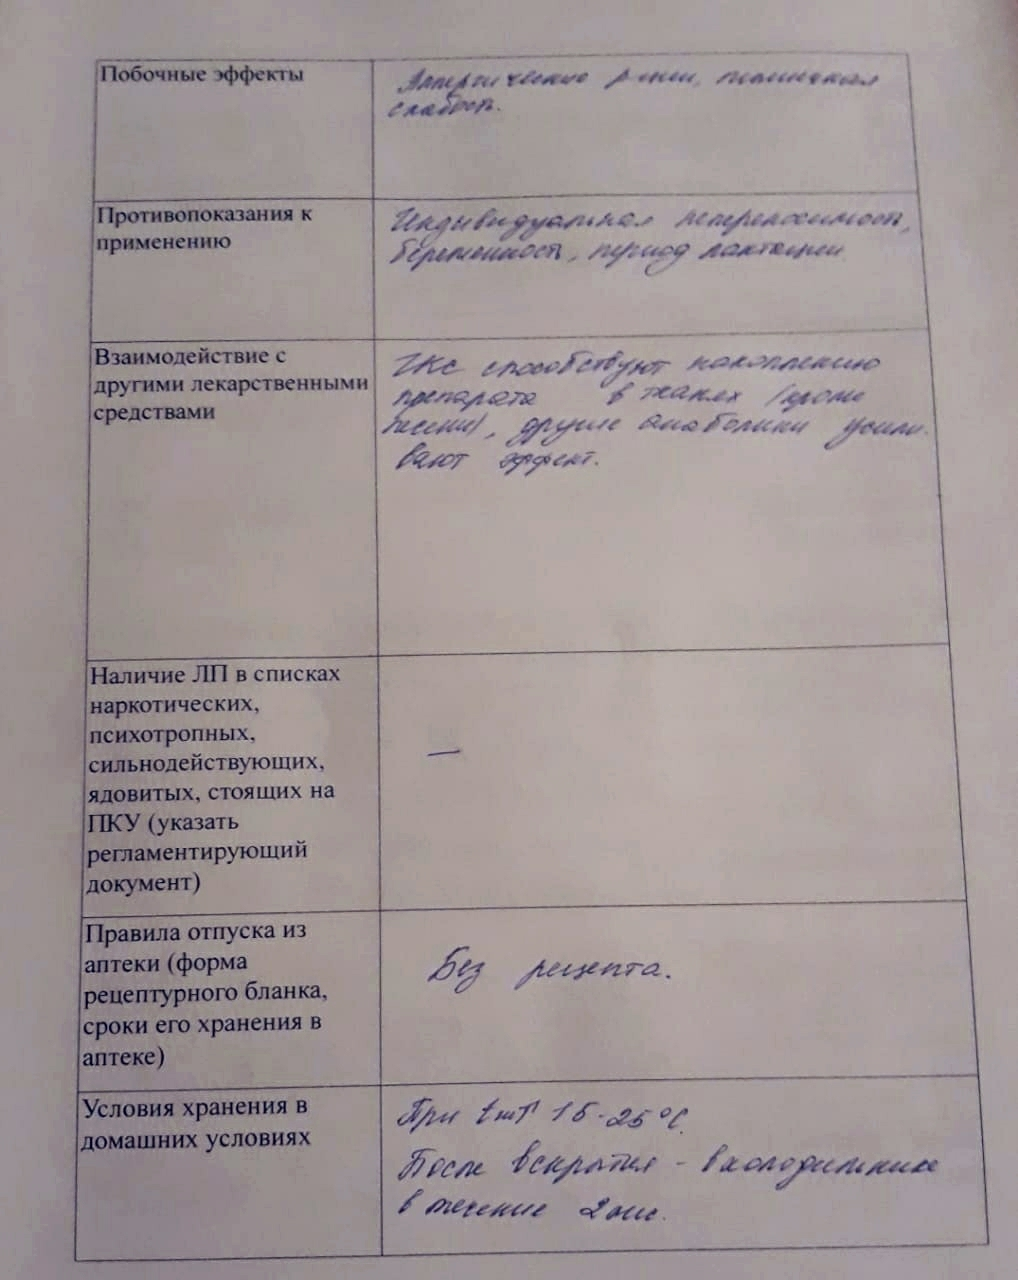 Побочные эффекты
Аллергические р-ции, мышечная
слабость.
Противопоказания к
применению
Индивидуальная непереносимость,
беременность, период лактации
Взаимодействие с
другими лекарственными
средствами
ГКС способствуют накоплению
препарата в тканях (кроме
печени), другие анаболики усили-
вают эффект.
Наличие ЛП в списках
наркотических,
психотропных,
сильнодействующих,
ядовитых, стоящих на
ПКУ (указать
регламентирующий
документ)
—
Правила отпуска из
аптеки (форма
рецептурного бланка,
сроки его хранения в
аптеке)
Без рецепта.
Условия хранения в
домашних условиях
При 15-25°С.
После вскрытия - в холодильнике
в течение 2 мес.